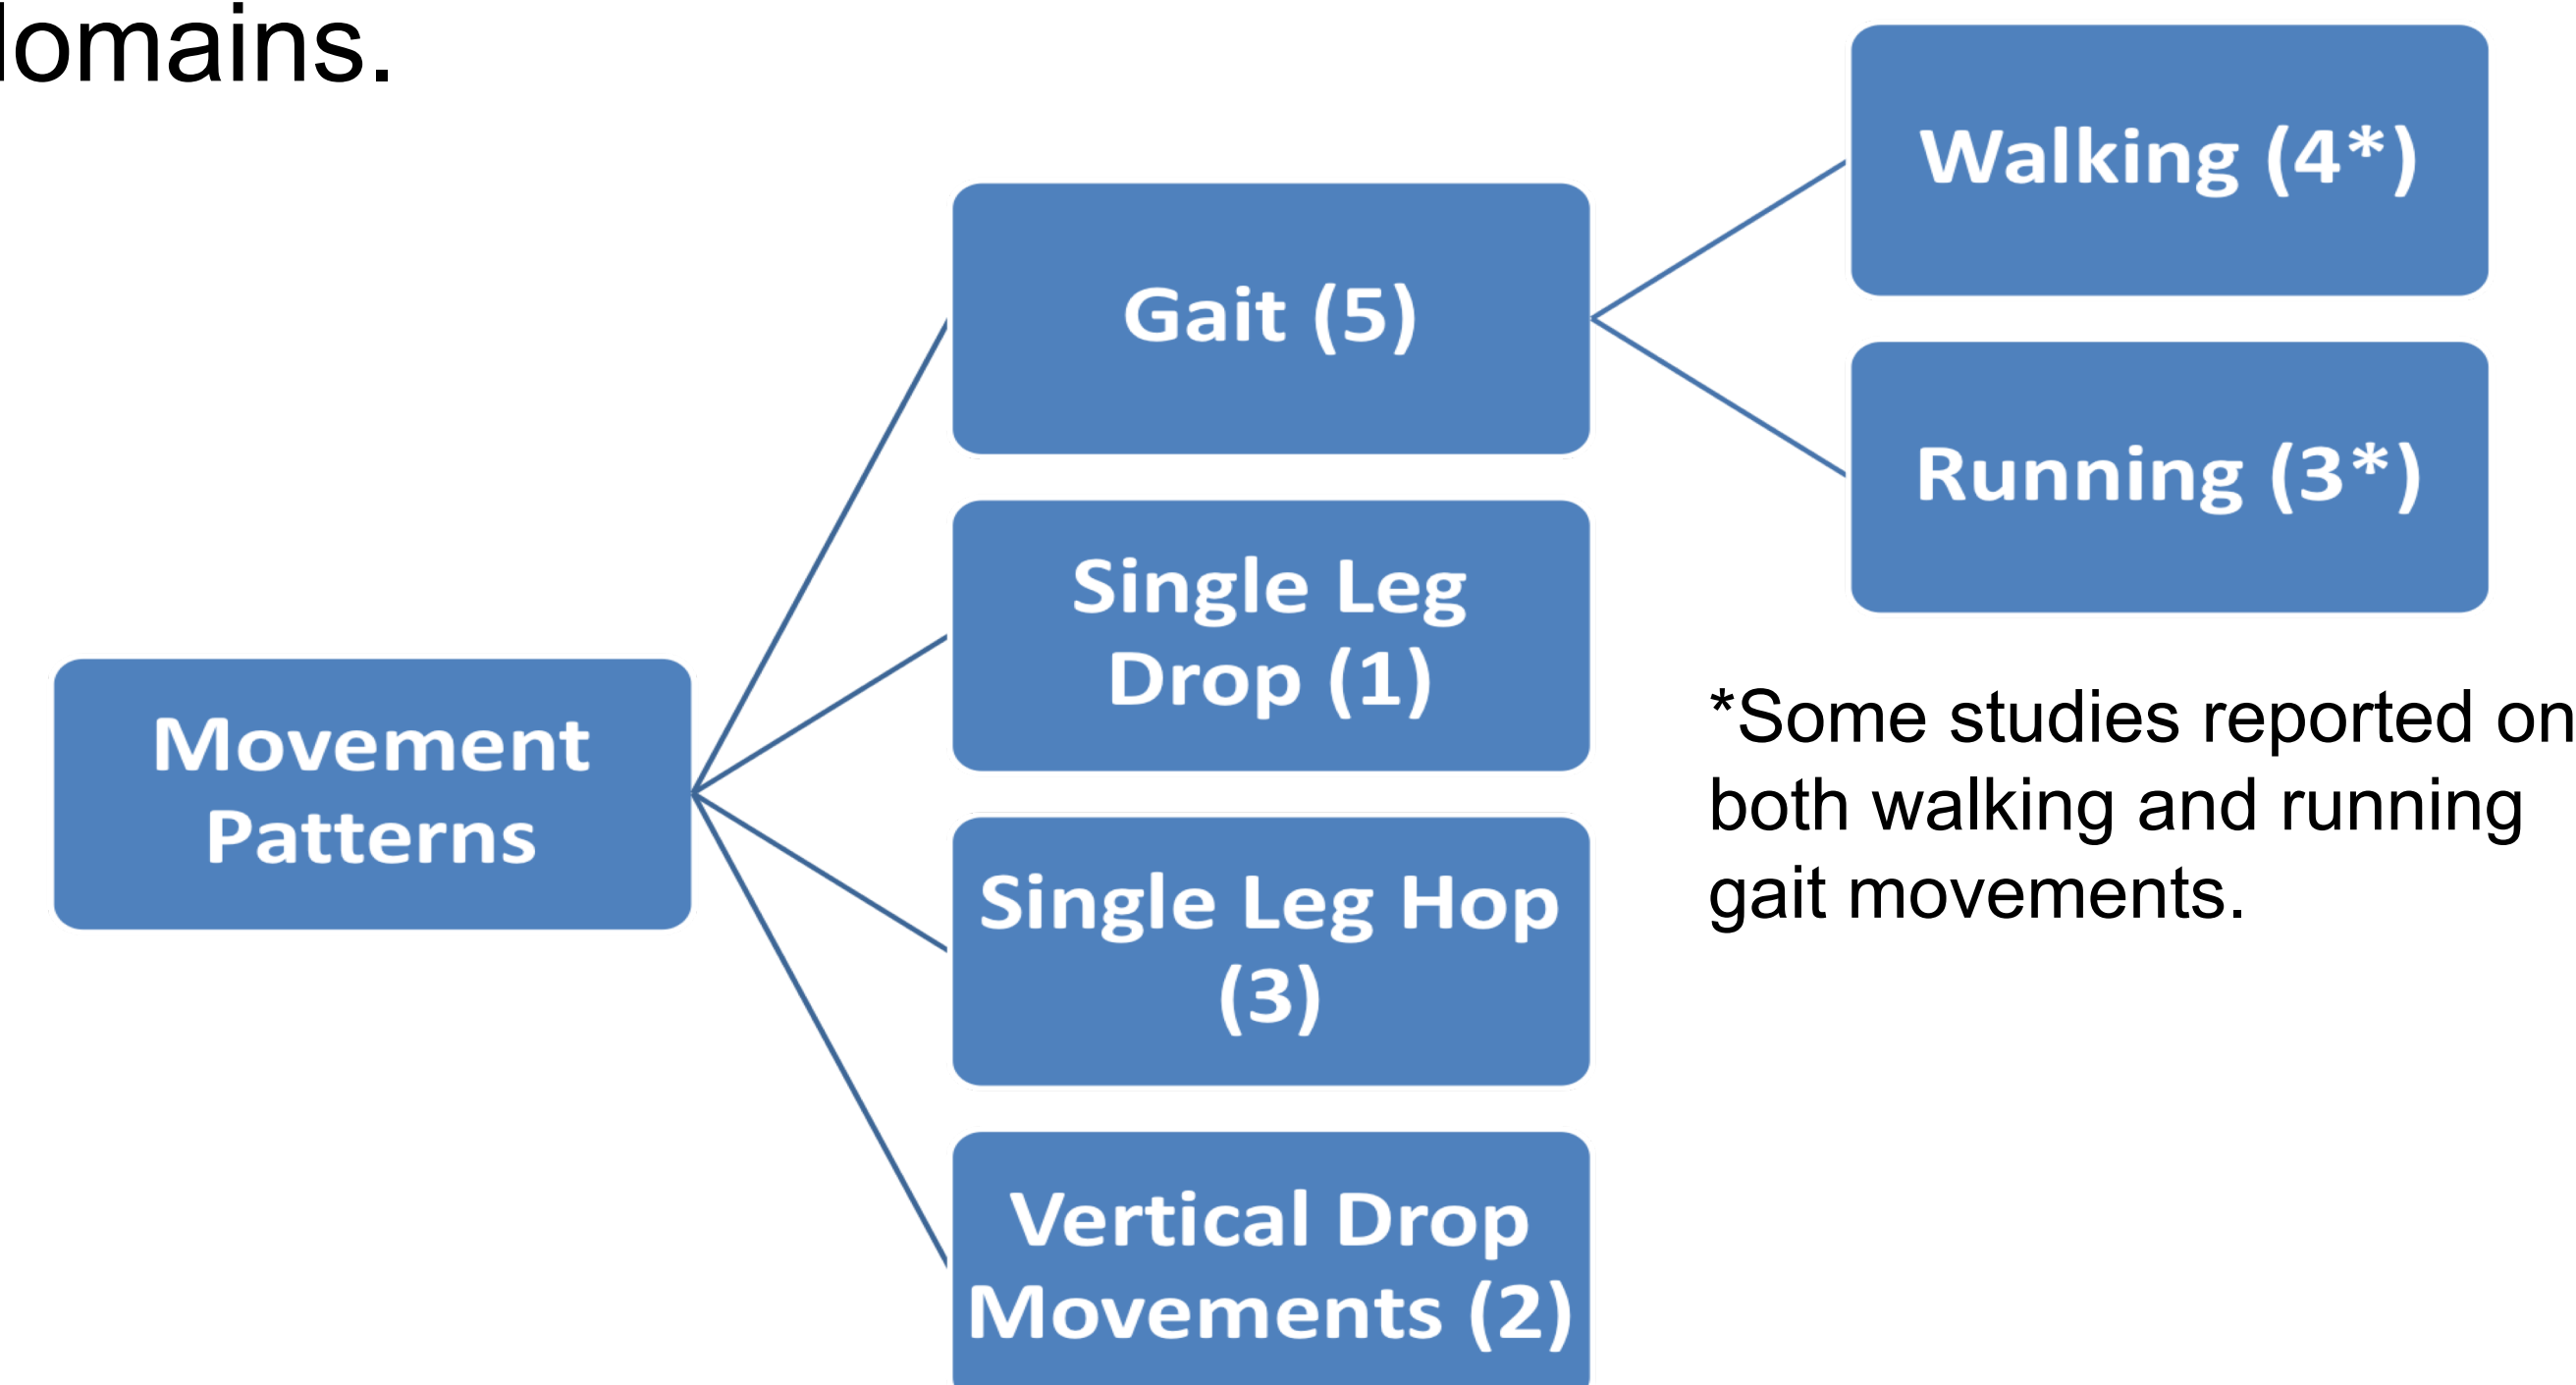 domains.
Walking (4*)
Gait (5)
Running (3*)
Single Leg
Drop (1)
Movement
Patterns
*Some studies reported on
both walking and running
gait movements.
Single Leg Hop
(3)
Vertical Drop
Movements (2)